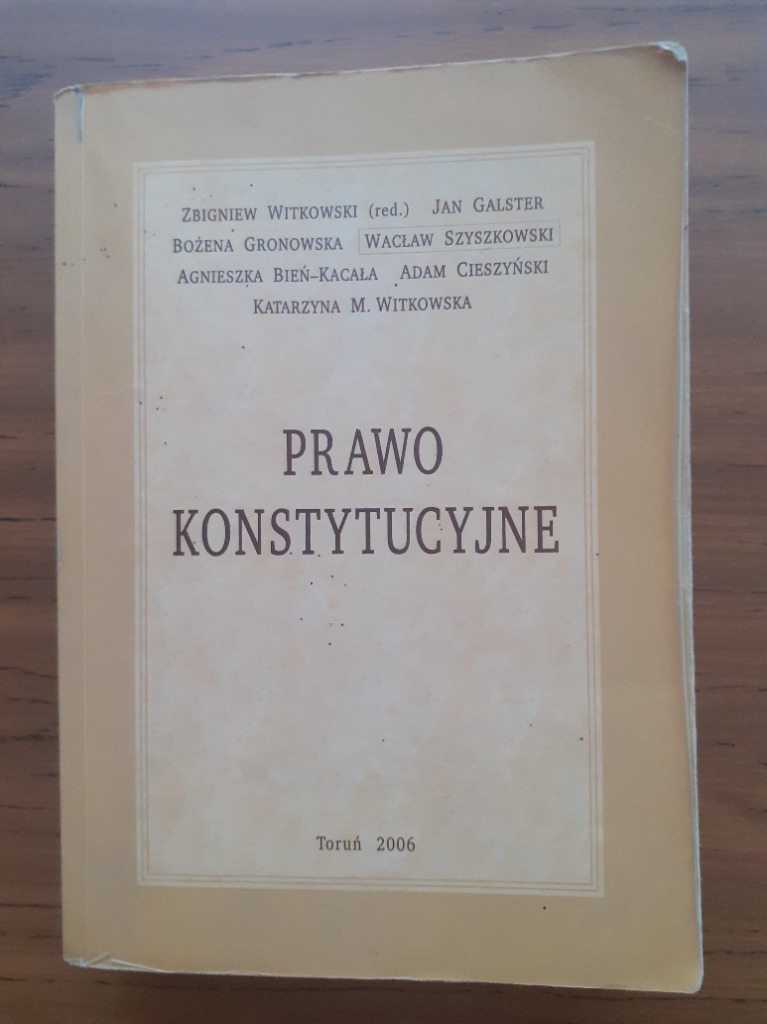 ZBIGNIEW WITKOWSKI (red.) JAN GALSTER
BOŻENA GRONOWSKA WACŁAW SZYSZKOWSKI
AGNIESZKA BIEŃ-KACAŁA ADAM CIESZYŃSKI
KATARZYNA M. WITKOWSKA
PRAWO
KONSTYTUCYJNE
Toruń 2006